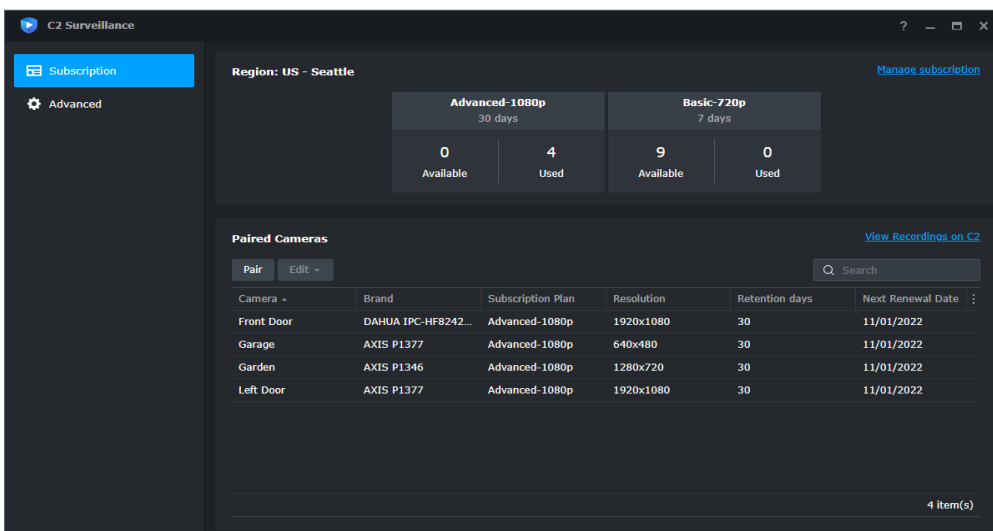 C2 Surveillance
Subscription
Advanced
Region: US - Seattle
Manage subscription
Advanced-1080p
30 days
0
Available
4
Used
Basic-720p
7 days
9
Available
0
Used
Paired Cameras
View Recordings on C2
Pair
Edit
Search
Camera Brand Subscription Plan Resolution Retention days Next Renewal Date
Front Door DAHUA IPC-HF8242... Advanced-1080p 1920x1080 30 11/01/2022
Garage AXIS P1377 Advanced-1080p 640x480 30 11/01/2022
Garden AXIS P1346 Advanced-1080p 1280x720 30 11/01/2022
Left Door AXIS P1377 Advanced-1080p 1920x1080 30 11/01/2022
4 item(s)